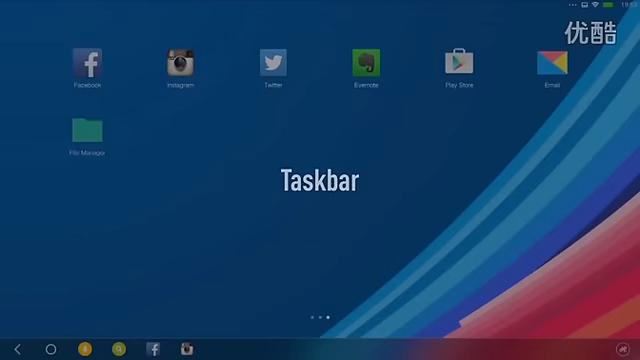 优酷
Facebook
Instagram
Twitter
Evernote
Play Store
Email
File Manager
Taskbar